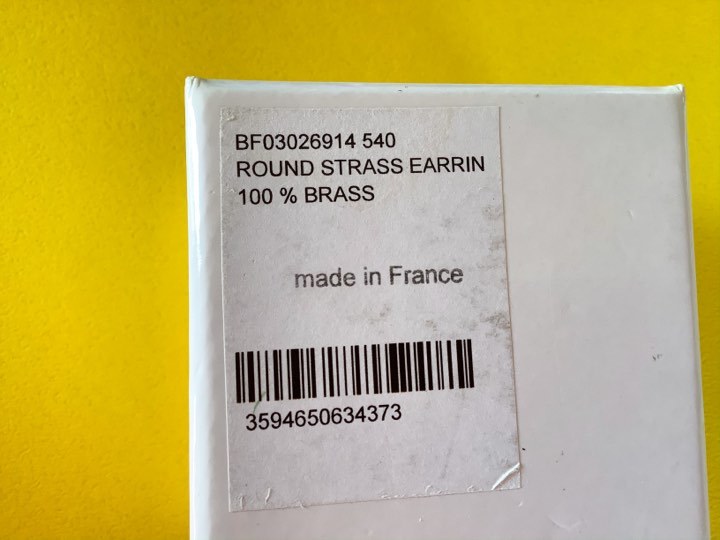 BF03026914 540
ROUND STRASS EARRIN
100 % BRASS
made in France
3594650634373